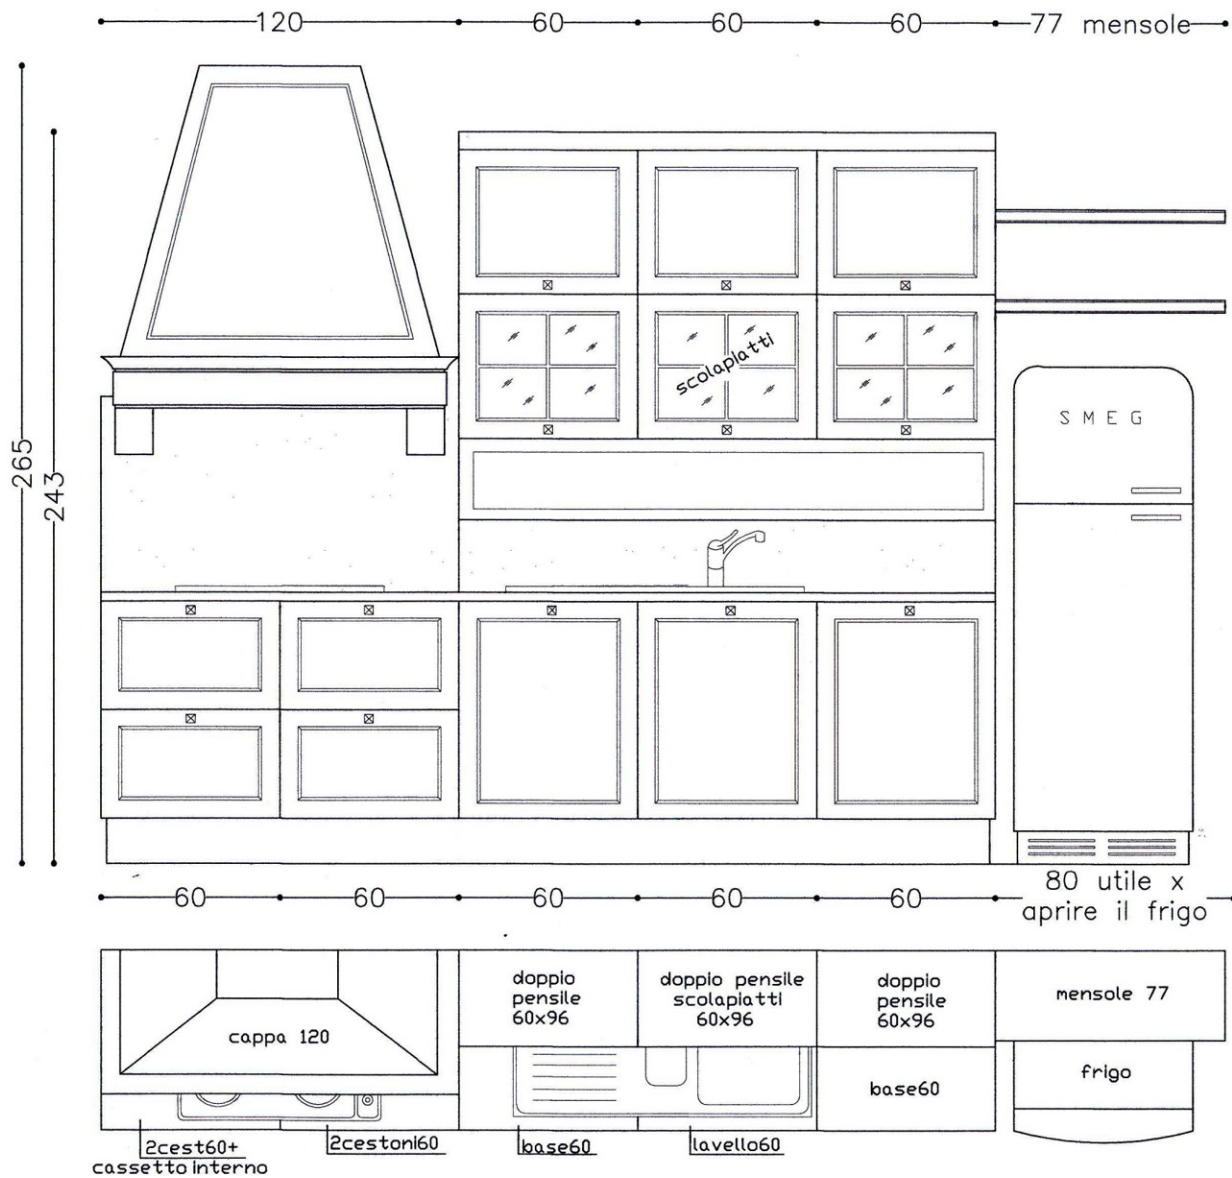 120
60
60
60
77 mensole
265
243
scolapiatti
SMEG
60
60
60
60
60
80 utile x
aprire il frigo
cappa 120
doppio
pensile
60x96
doppio pensile
scolapiatti
60x96
doppio
pensile
60x96
mensole 77
base60
frigo
2cest60+
cassetto interno
2cestoni60
base60
lavello60